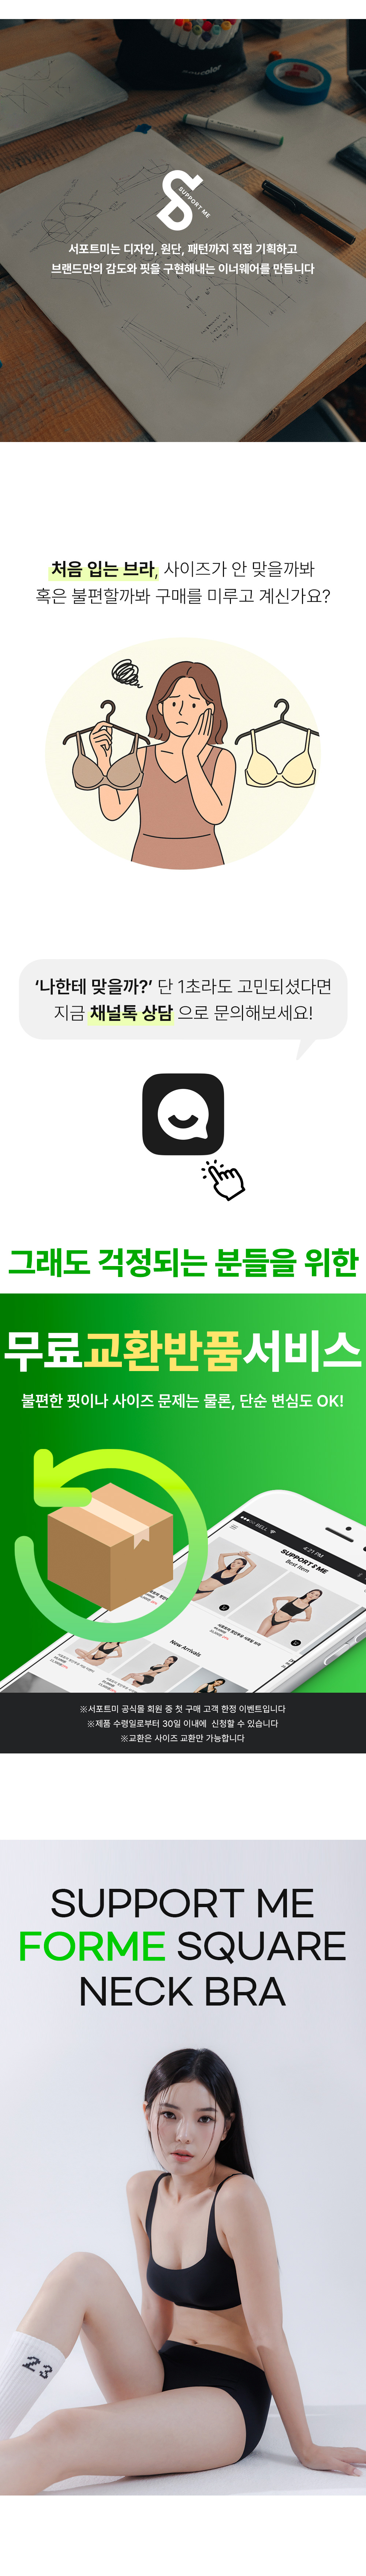 SUPPORT ME
서포트미는 디자인, 원단, 패턴까지 직접 기획하고
브랜드만의 감도와 핏을 구현해내는 이너웨어를 만듭니다
처음 입는 브라, 사이즈가 안 맞을까봐
혹은 불편할까봐 구매를 미루고 계신가요?
‘나한테 맞을까?’ 단 1초라도 고민되셨다면
지금 채널톡 상담 으로 문의해보세요!
그래도 걱정되는 분들을 위한
무료교환반품서비스
불편한 핏이나 사이즈 문제는 물론, 단순 변심도 OK!
BELL
4:21 PM
SUPPORT ME
Best Item
New Arrivals
※서포트미 공식몰 회원 중 첫 구매 고객 한정 이벤트입니다
※제품 수령일로부터 30일 이내에 신청할 수 있습니다
※교환은 사이즈 교환만 가능합니다
SUPPORT ME
FORME SQUARE
NECK BRA
23